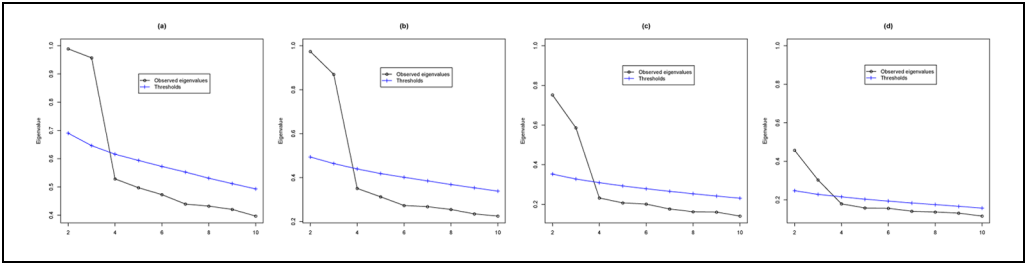 (a)
Eigenvalue
1.0
0.9
0.8
0.7
0.6
0.5
0.4
Observed eigenvalues
Thresholds
2 4 6 8 10
(b)
Eigenvalue
1.0
0.8
0.6
0.4
0.2
Observed eigenvalues
Thresholds
2 4 6 8 10
(c)
Eigenvalue
1.0
0.8
0.6
0.4
0.2
Observed eigenvalues
Thresholds
2 4 6 8 10
(d)
Eigenvalue
1.0
0.8
0.6
0.4
0.2
Observed eigenvalues
Thresholds
2 4 6 8 10